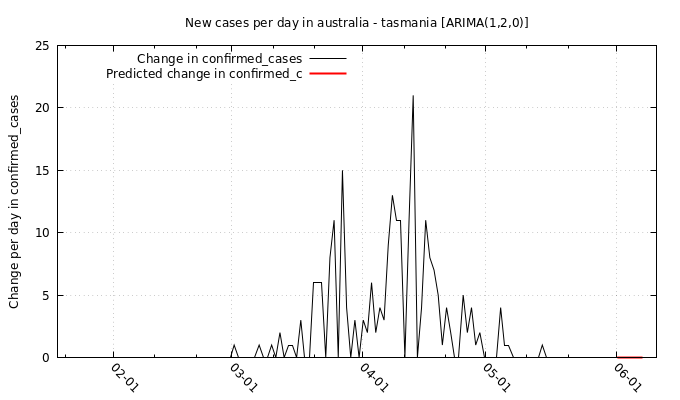 New cases per day in australia - tasmania [ARIMA(1,2,0)]
Change in confirmed_cases
Predicted change in confirmed_c
Change per day in confirmed_cases
25
20
15
10
5
0
02-01
03-01
04-01
05-01
06-01